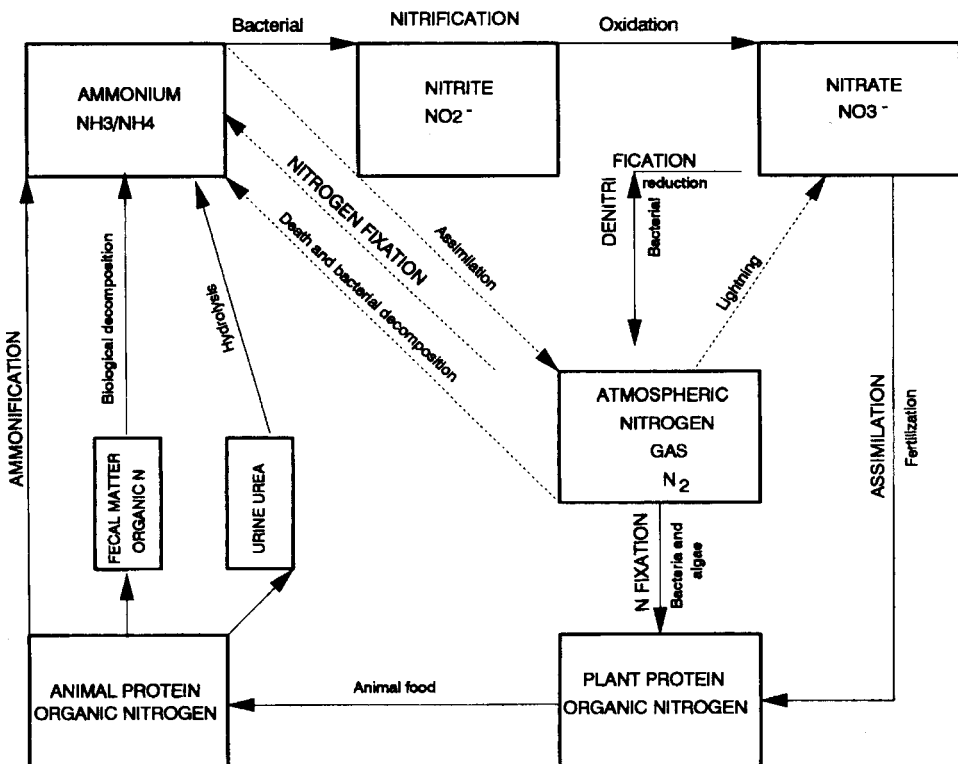 Bacterial
NITRIFICATION
Oxidation
AMMONIUM
NH3/NH4
NITRITE
NO2⁻
NITRATE
NO3⁻
NITROGEN FIXATION
Death and bacterial decomposition
Assimilation
DENITRI
FICATION
reduction
Bacterial
Lightning
AMMONIFICATION
Biological decomposition
Hydrolysis
ATMOSPHERIC
NITROGEN
GAS
N₂
ASSIMILATION
Fertilization
FECAL MATTER
ORGANIC N
URINE UREA
N FIXATION
Bacteria and
algae
ANIMAL PROTEIN
ORGANIC NITROGEN
Animal food
PLANT PROTEIN
ORGANIC NITROGEN